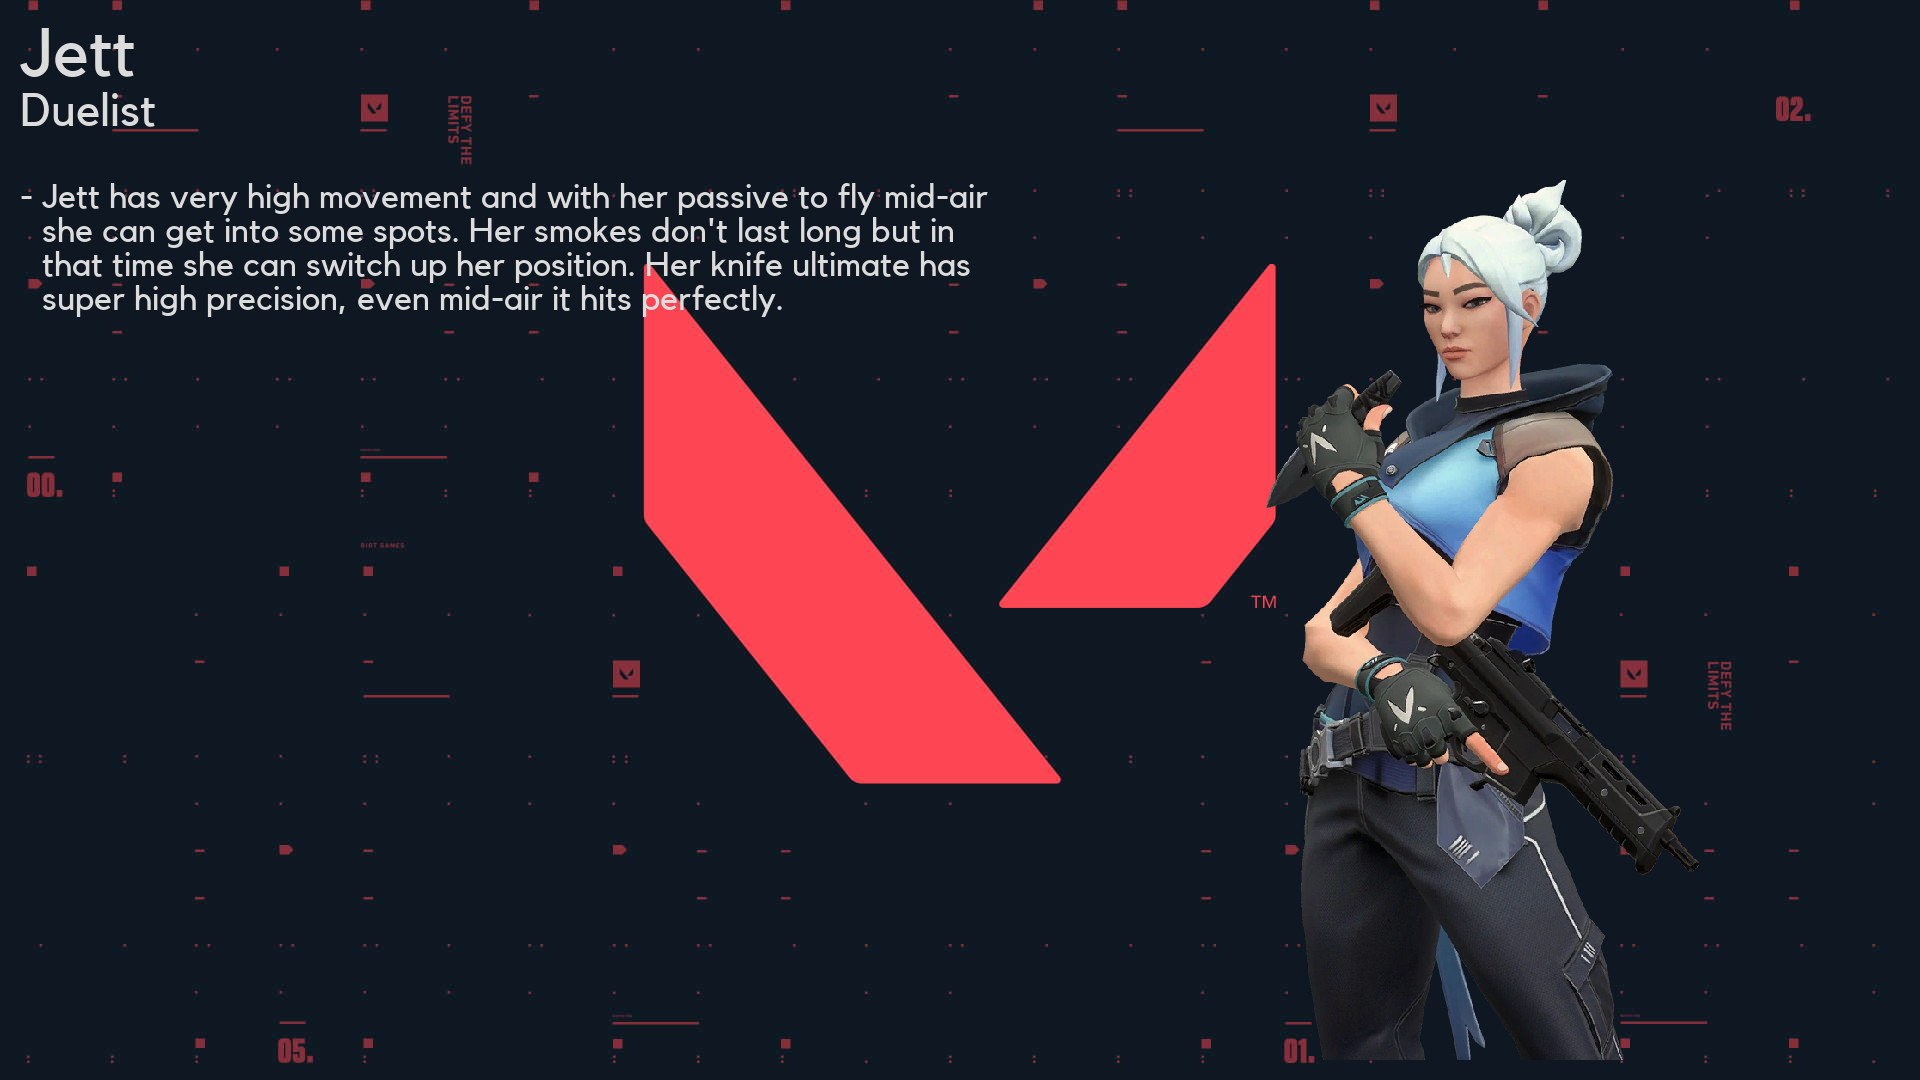 Jett
Duelist
DEFY THE
LIMITS
02.
- Jett has very high movement and with her passive to fly mid-air
she can get into some spots. Her smokes don't last long but in
that time she can switch up her position. Her knife ultimate has
super high precision, even mid-air it hits perfectly.
00.
RIOT GAMES
TM
DEFY THE
LIMITS
05.
01.